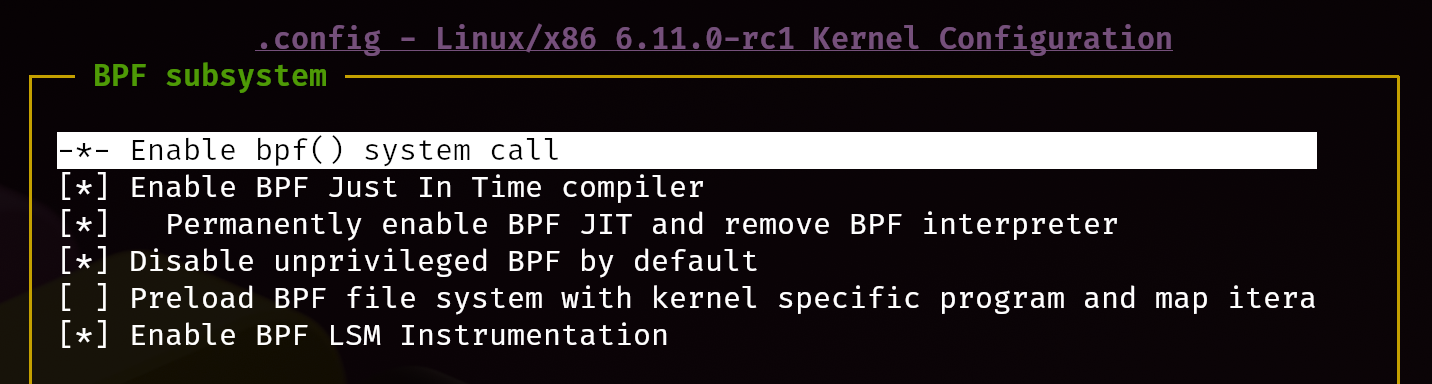 .config - Linux/x86 6.11.0-rc1 Kernel Configuration
BPF subsystem
-*- Enable bpf() system call
[*] Enable BPF Just In Time compiler
[*]   Permanently enable BPF JIT and remove BPF interpreter
[*] Disable unprivileged BPF by default
[ ] Preload BPF file system with kernel specific program and map itera
[*] Enable BPF LSM Instrumentation